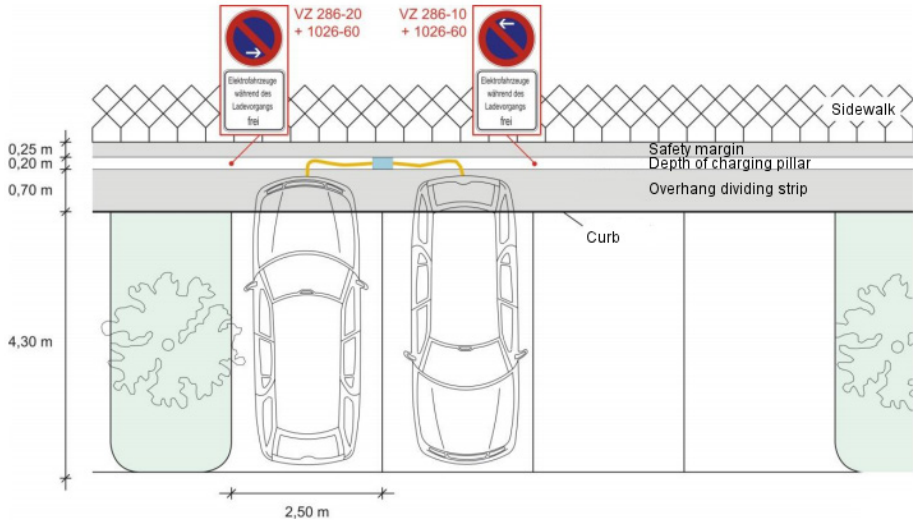 VZ 286-20
+ 1026-60
VZ 286-10
+ 1026-60
Elektrofahrzeuge
während des
Ladevorgangs
frei
Elektrofahrzeuge
während des
Ladevorgangs
frei
Sidewalk
0,25 m
Safety margin
0,20 m
Depth of charging pillar
0,70 m
Overhang dividing strip
Curb
4,30 m
2,50 m